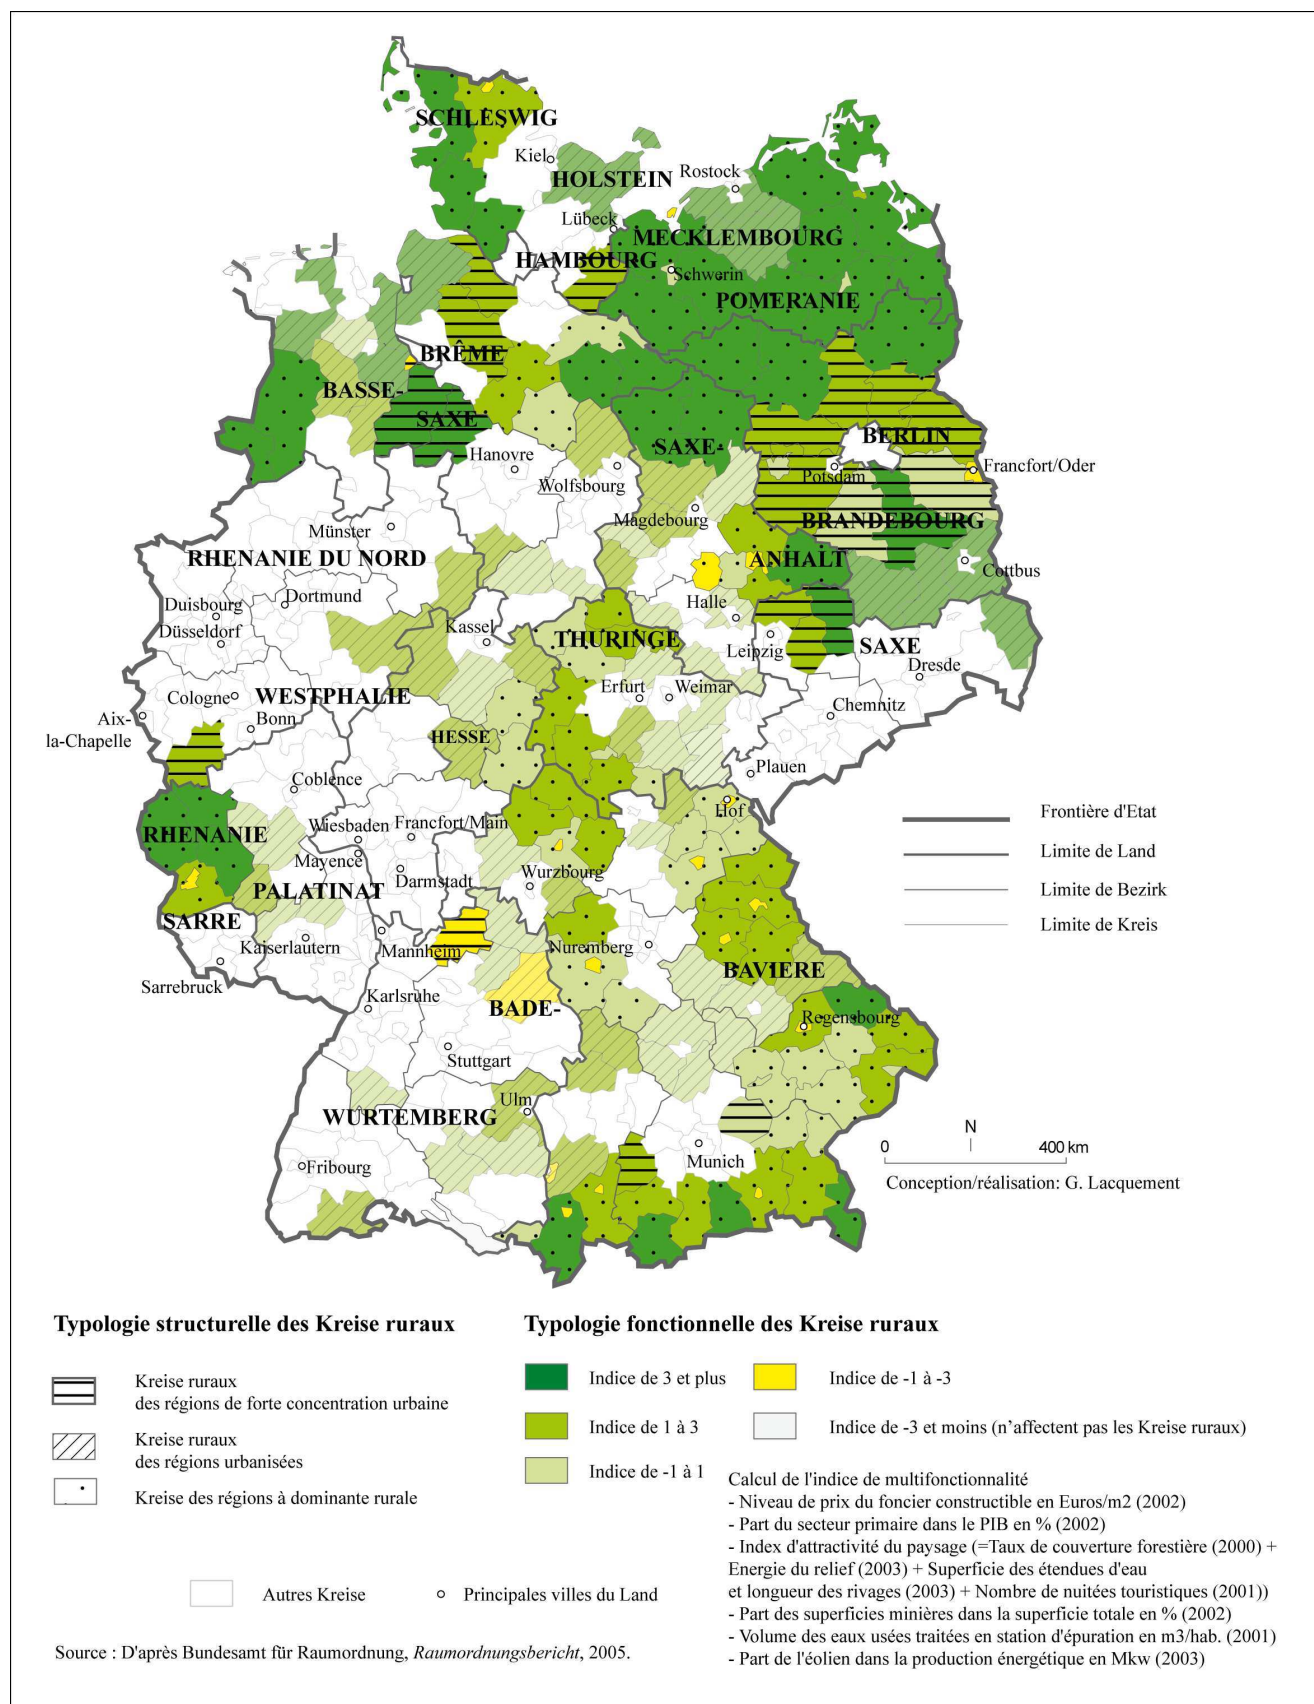 SCHLESWIG
Kiel
HOLSTEIN
Rostock
Lübeck
MECKLEMBOURG
HAMBOURG
Schwerin
POMERANIE
BRÊME
BASSE-
SAXE
BERLIN
Hanovre
SAXE-
Francfort/Oder
Potsdam
Wolfsbourg
Magdebourg
BRANDEBOURG
Münster
RHENANIE DU NORD
ANHALT
Cottbus
Duisbourg
Dortmund
Halle
Düsseldorf
Kassel
THURINGE
Leipzig
SAXE
Dresde
Cologne
WESTPHALIE
Erfurt
Weimar
Chemnitz
Aix-
la-Chapelle
Bonn
HESSE
Plauen
Coblence
Hof
Frontière d'Etat
RHENANIE
Wiesbaden
Francfort/Main
Limite de Land
Mayence
PALATINAT
Darmstadt
Wurzbourg
Limite de Bezirk
SARRE
Kaiserlautern
Mannheim
Nuremberg
Limite de Kreis
Sarrebruck
BAVIERE
Karlsruhe
BADE-
Regensbourg
Stuttgart
WURTEMBERG
Ulm
N
0
400 km
Fribourg
Munich
Conception/réalisation: G. Lacquement
Typologie structurelle des Kreise ruraux
Kreise ruraux
des régions de forte concentration urbaine
Kreise ruraux
des régions urbanisées
Kreise des régions à dominante rurale
Typologie fonctionnelle des Kreise ruraux
Indice de 3 et plus
Indice de 1 à 3
Indice de -1 à 1
Indice de -1 à -3
Indice de -3 et moins (n’affectent pas les Kreise ruraux)
Calcul de l'indice de multifonctionnalité
- Niveau de prix du foncier constructible en Euros/m2 (2002)
- Part du secteur primaire dans le PIB en % (2002)
- Index d'attractivité du paysage (=Taux de couverture forestière (2000) +
Energie du relief (2003) + Superficie des étendues d'eau
et longueur des rivages (2003) + Nombre de nuitées touristiques (2001))
- Part des superficies minières dans la superficie totale en % (2002)
- Volume des eaux usées traitées en station d'épuration en m3/hab. (2001)
- Part de l'éolien dans la production énergétique en Mkw (2003)
Autres Kreise
Principales villes du Land
Source : D'après Bundesamt für Raumordnung, Raumordnungsbericht, 2005.